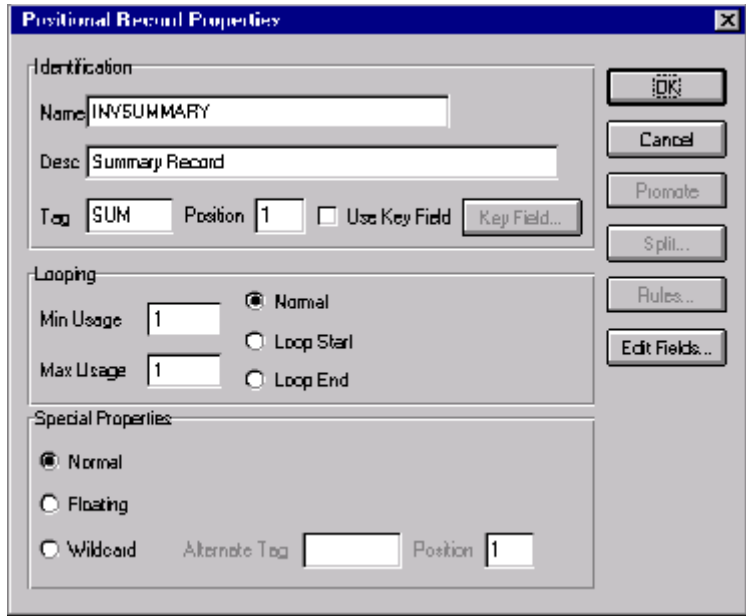 Positional Record Properties
Identification
Name INVSUMMARY
Desc Summary Record
Tag SUM Position 1 Use Key Field Key Field...
Looping
Min Usage 1
Max Usage 1
Normal
Loop Start
Loop End
Special Properties
Normal
Floating
Wildcard Alternate Tag Position 1
OK
Cancel
Promote
Split...
Rules...
Edit Fields...